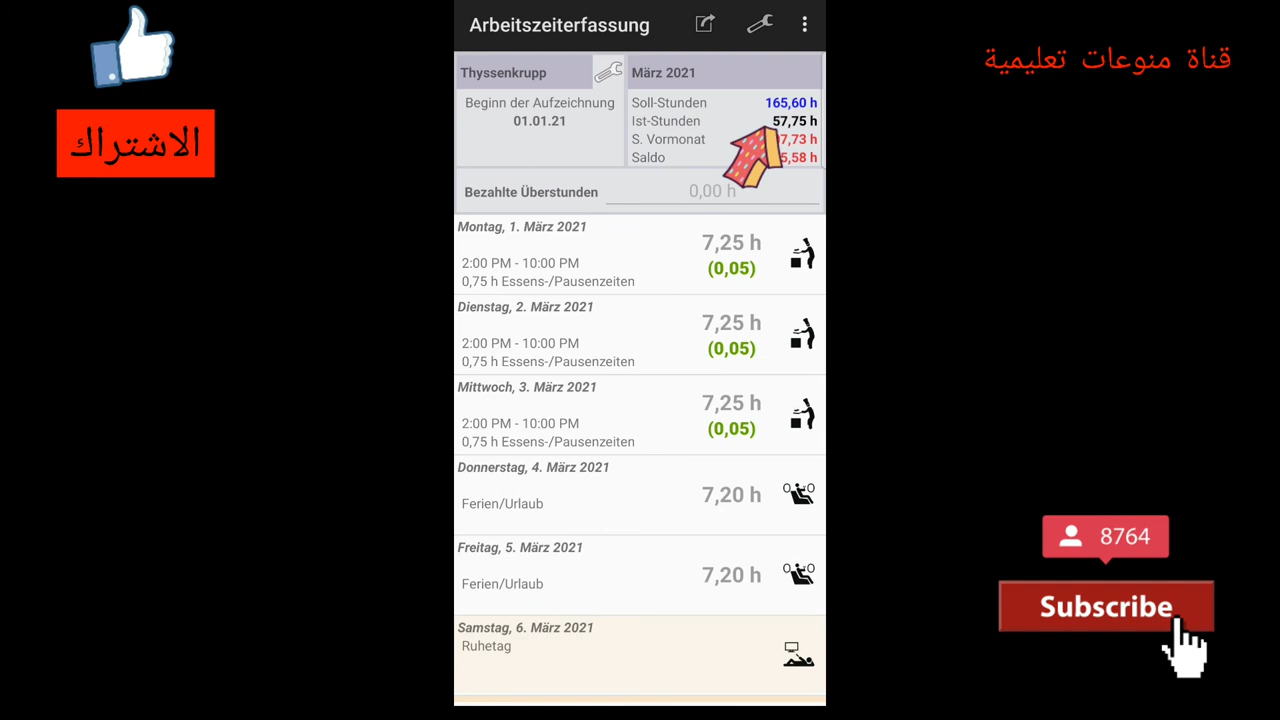 الاشتراك
قناة منوعات تعليمية
Arbeitszeiterfassung
Thyssenkrupp
Beginn der Aufzeichnung
01.01.21
März 2021
Soll-Stunden 165,60 h
Ist-Stunden 57,75 h
S. Vormonat 7,73 h
Saldo 5,58 h
Bezahlte Überstunden 0,00 h
Montag, 1. März 2021
7,25 h
(0,05)
2:00 PM - 10:00 PM
0,75 h Essens-/Pausenzeiten
Dienstag, 2. März 2021
7,25 h
(0,05)
2:00 PM - 10:00 PM
0,75 h Essens-/Pausenzeiten
Mittwoch, 3. März 2021
7,25 h
(0,05)
2:00 PM - 10:00 PM
0,75 h Essens-/Pausenzeiten
Donnerstag, 4. März 2021
7,20 h
Ferien/Urlaub
Freitag, 5. März 2021
7,20 h
Ferien/Urlaub
Samstag, 6. März 2021
Ruhetag
8764
Subscribe